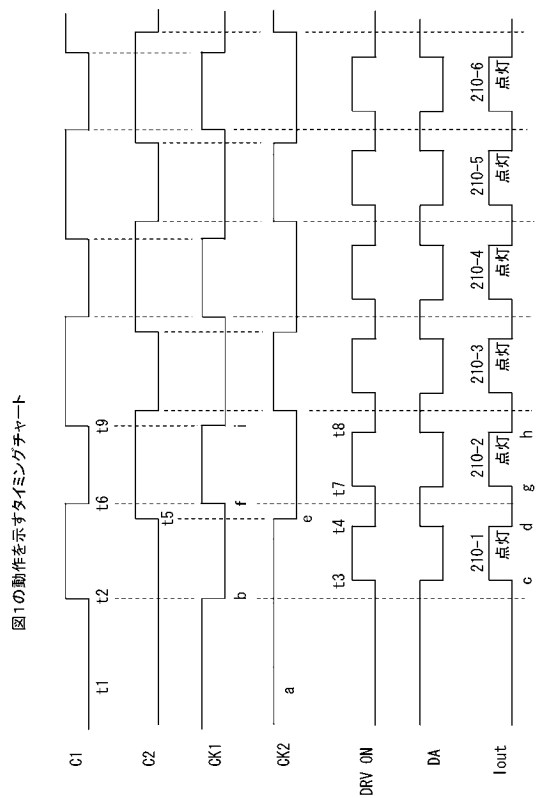 図1の動作を示すタイミングチャート
C1
t1
t2
t6
t9
C2
t5
CK1
b
f
i
CK2
a
e
DRV ON
t3
t4
t7
t8
DA
Iout
210-1
点灯
210-2
点灯
210-3
点灯
210-4
点灯
210-5
点灯
210-6
点灯
c
d
g
h